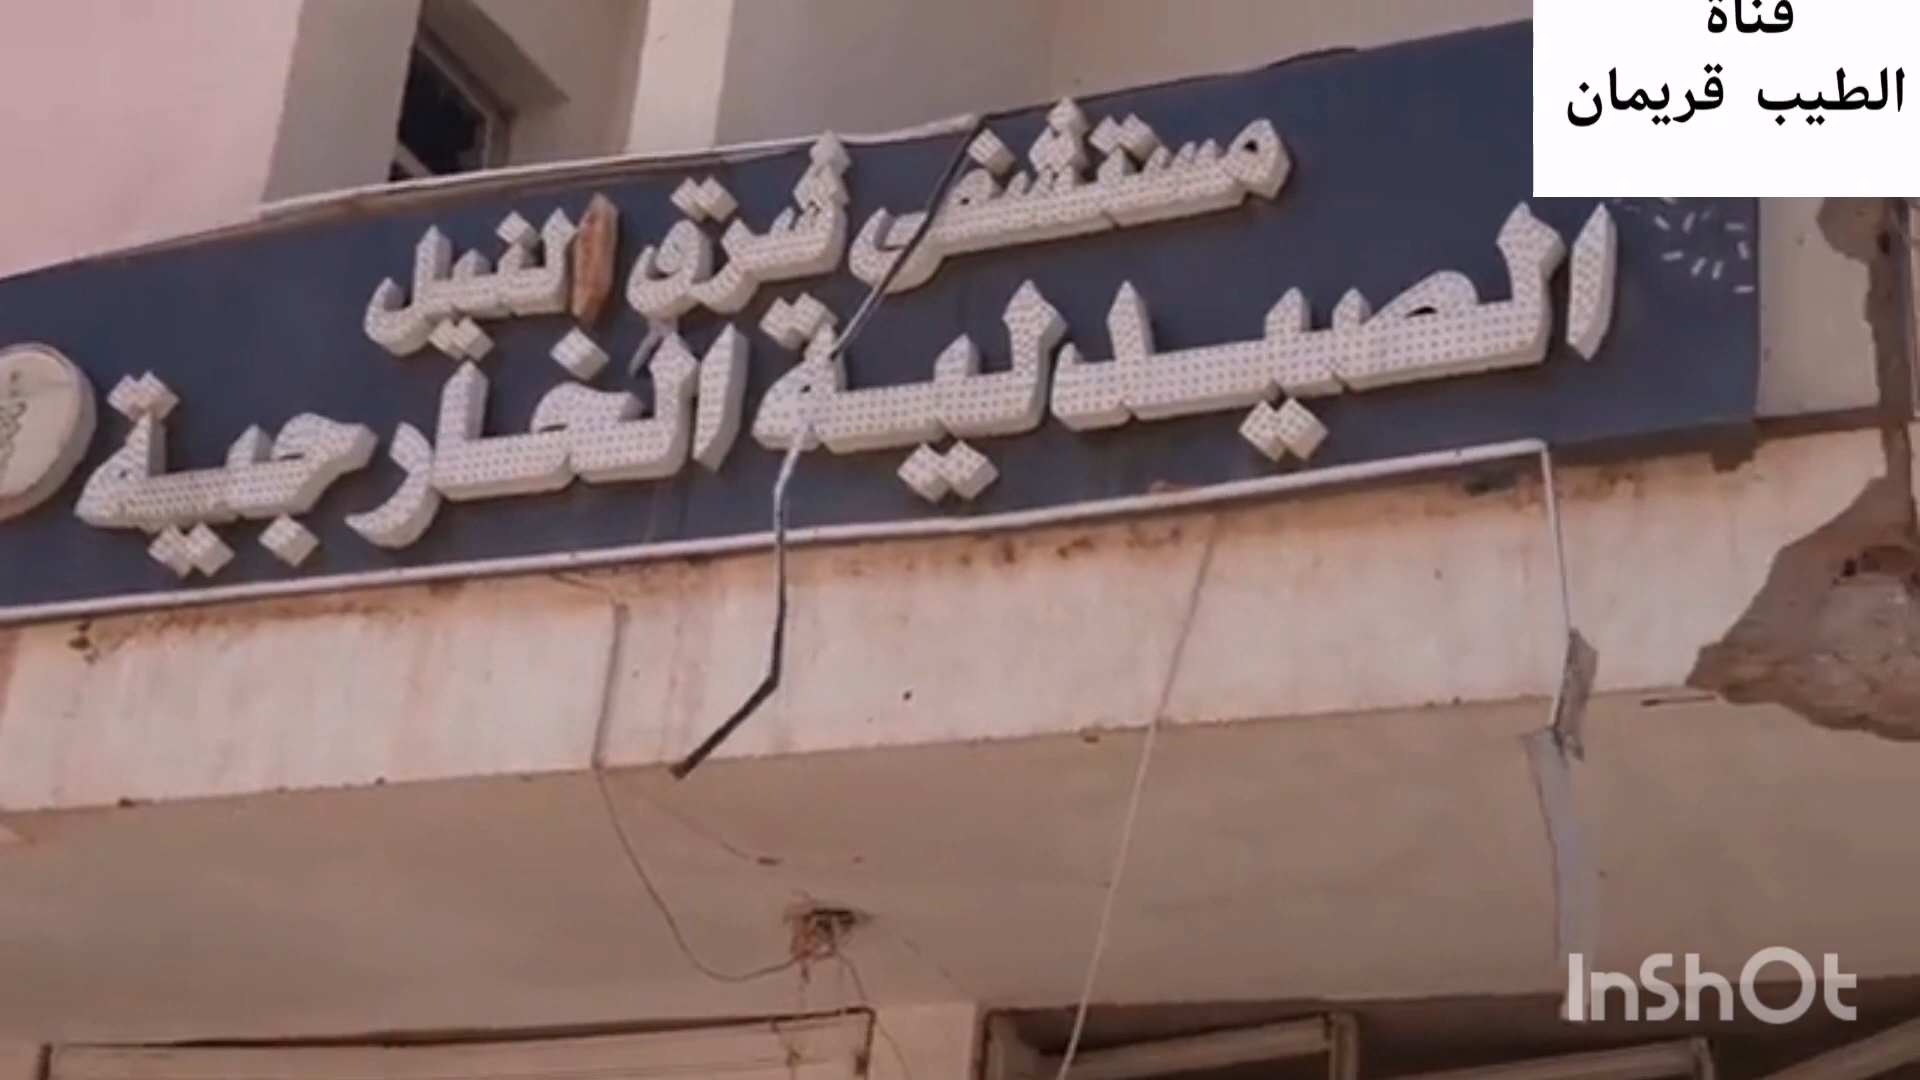 قناة
الطيب قريمان
مستشفى شرق النيل
الصيدلية الخارجية
InShOt